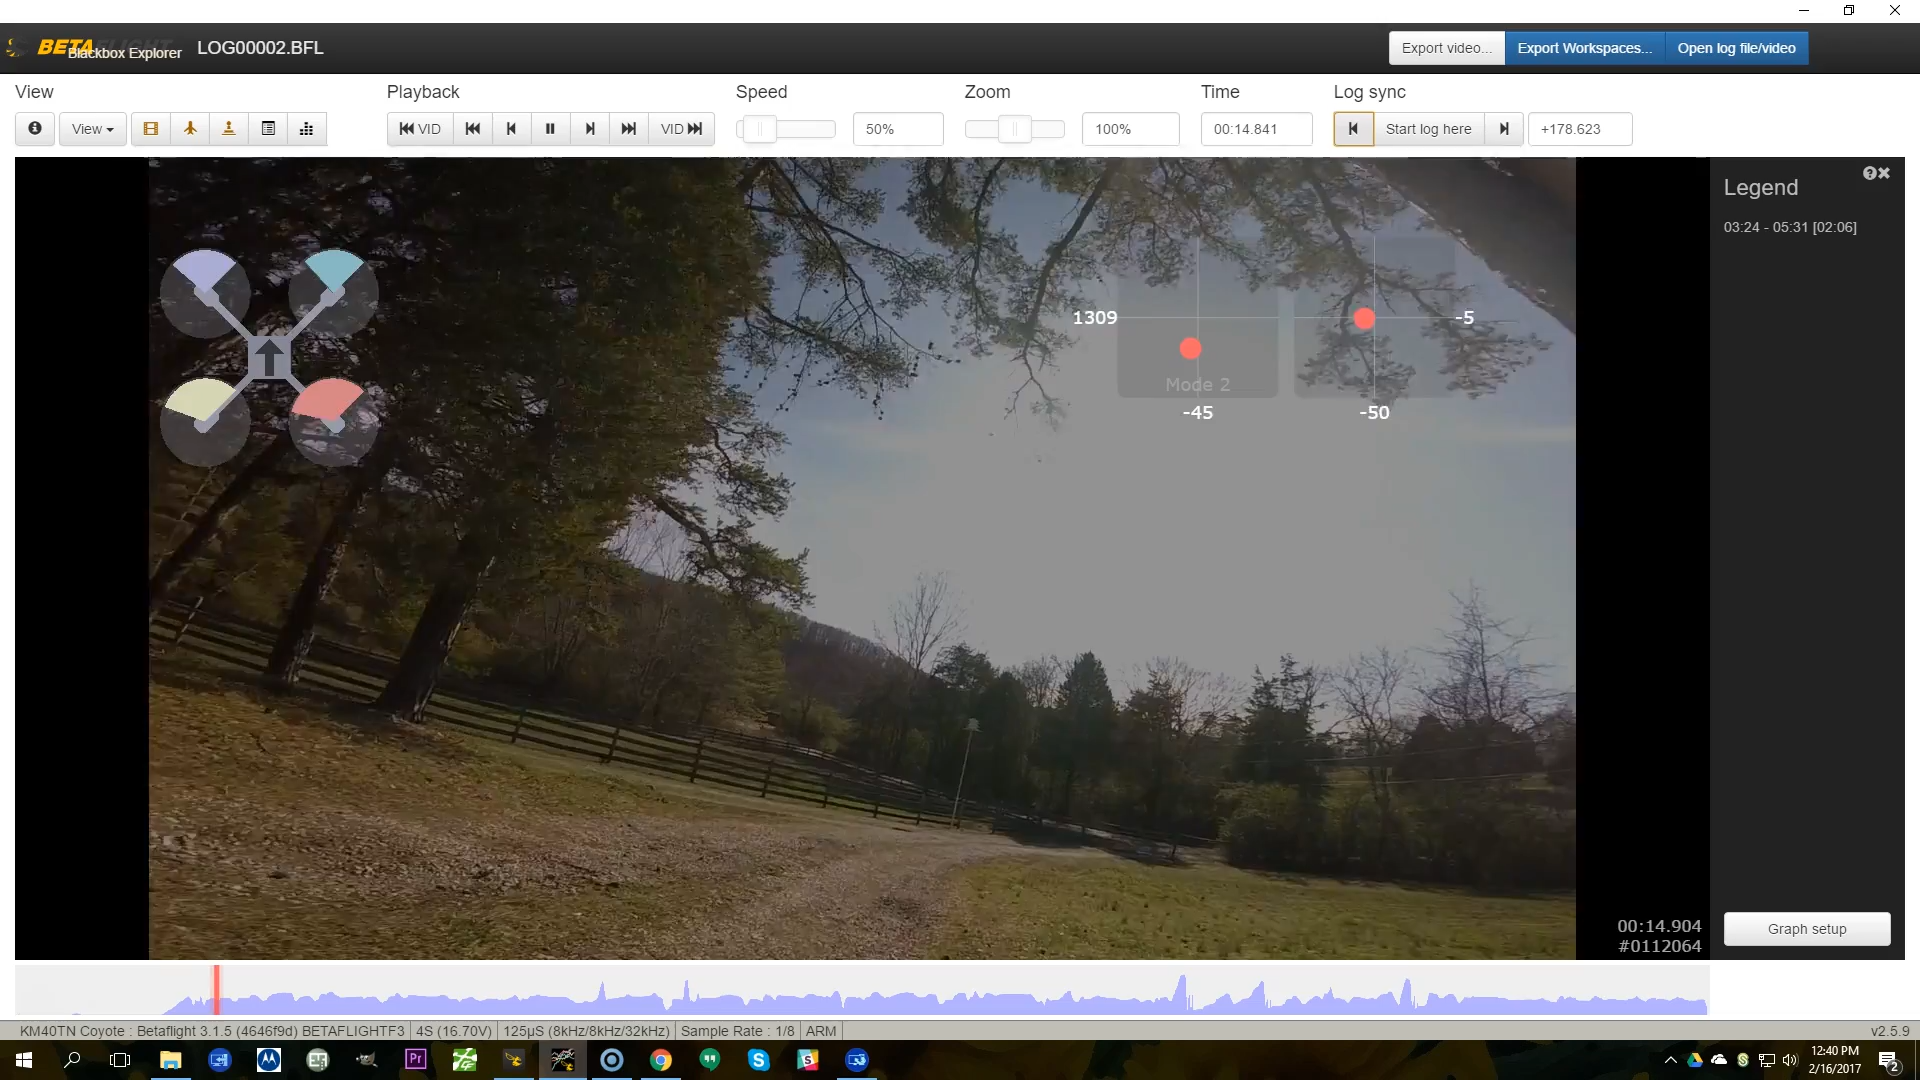 BETAFLIGHT
Blackbox Explorer
LOG00002.BFL
Export video...
Export Workspaces...
Open log file/video
View
Playback
Speed
Zoom
Time
Log sync
View
VID
VID
50%
100%
00:14.841
Start log here
+178.623
Legend
03:24 - 05:31 [02:06]
1309
-5
Mode 2
-45
-50
00:14.904
#0112064
Graph setup
KM40TN Coyote : Betaflight 3.1.5 (4646f9d) BETAFLIGHTF3
4S (16.70V)
125µS (8kHz/8kHz/32kHz)
Sample Rate : 1/8
ARM
v2.5.9
Pr
12:40 PM
2/16/2017
2